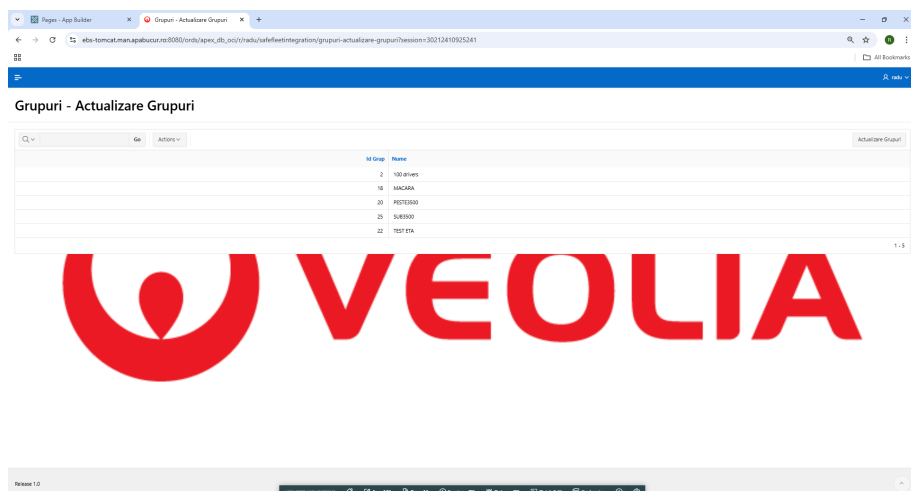 Pages - App Builder
Grupuri - Actualizare Grupuri
ebs-tomcat.man.apabucur.ro:8080/ords/apex_db_oci/r/radu/safefleetintegration/grupuri-actualizare-grupuri?session=30212410925241
All Bookmarks
radu
Grupuri - Actualizare Grupuri
Go Actions Actualizare Grupuri
Id Grup Nume
2 100 drivers
18 MACARA
20 PESTE3500
25 SUB3500
22 TEST ETA
1 - 5
VEOLIA
Release 1.0